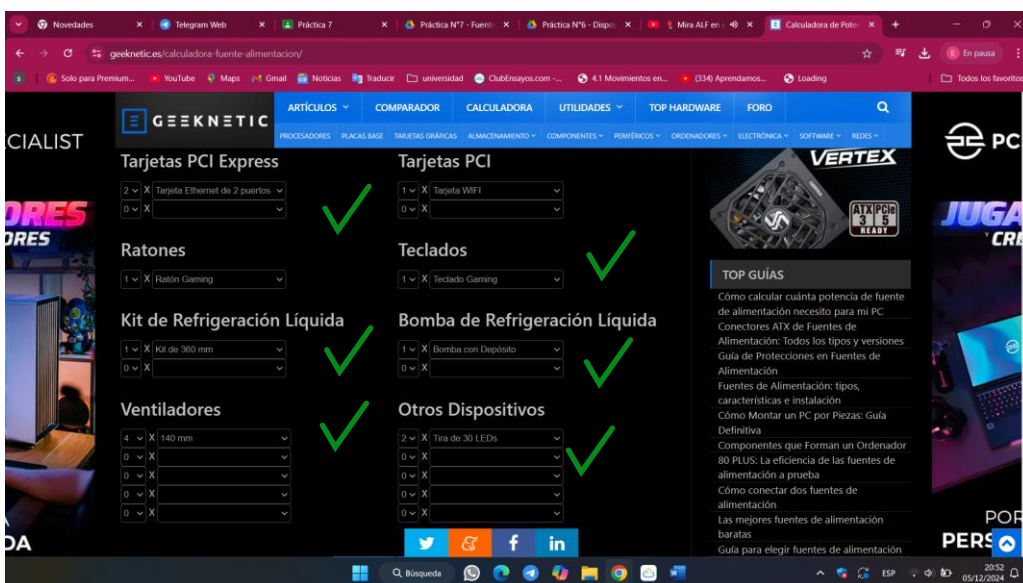 Novedades
Telegram Web
Práctica 7
Práctica N°7 - Fuente
Práctica N°6 - Dispo
Mira ALF en
Calculadora de Poten
geeknetic.es/calculadora-fuente-alimentacion/
En pausa
Solo para Premium...
YouTube
Maps
Gmail
Noticias
Traducir
universidad
ClubEnsayos.com -...
4.1 Movimientos en...
(334) Aprendamos...
Loading
Todos los favoritos
GEEKNETIC
ARTÍCULOS
COMPARADOR
CALCULADORA
UTILIDADES
TOP HARDWARE
FORO
PROCESADORES
PLACAS BASE
TARJETAS GRÁFICAS
ALMACENAMIENTO
COMPONENTES
PERIFÉRICOS
ORDENADORES
ELECTRÓNICA
SOFTWARE
REDES
CIALIST
DORES
ORES
DA
Tarjetas PCI Express
2 X Tarjeta Ethernet de 2 puertos
0 X
Tarjetas PCI
1 X Tarjeta WIFI
0 X
Ratones
1 X Ratón Gaming
Teclados
1 X Teclado Gaming
Kit de Refrigeración Líquida
1 X Kit de 360 mm
0 X
Bomba de Refrigeración Líquida
1 X Bomba con Depósito
0 X
Ventiladores
4 X 140 mm
0 X
0 X
0 X
0 X
Otros Dispositivos
2 X Tira de 30 LEDs
0 X
0 X
0 X
0 X
VERTEX
ATX PCIe
3 5
READY
TOP GUÍAS
Cómo calcular cuánta potencia de fuente
de alimentación necesito para mi PC
Conectores ATX de Fuentes de
Alimentación: Todos los tipos y versiones
Guía de Protecciones en Fuentes de
Alimentación
Fuentes de Alimentación: tipos,
características e instalación
Cómo Montar un PC por Piezas: Guía
Definitiva
Componentes que Forman un Ordenador
80 PLUS: La eficiencia de las fuentes de
alimentación a prueba
Cómo conectar dos fuentes de
alimentación
Las mejores fuentes de alimentación
baratas
Guía para elegir fuentes de alimentación
PC
JUGA
Y CRE
POR
PERS
Búsqueda
ESP
20:52
05/12/2024